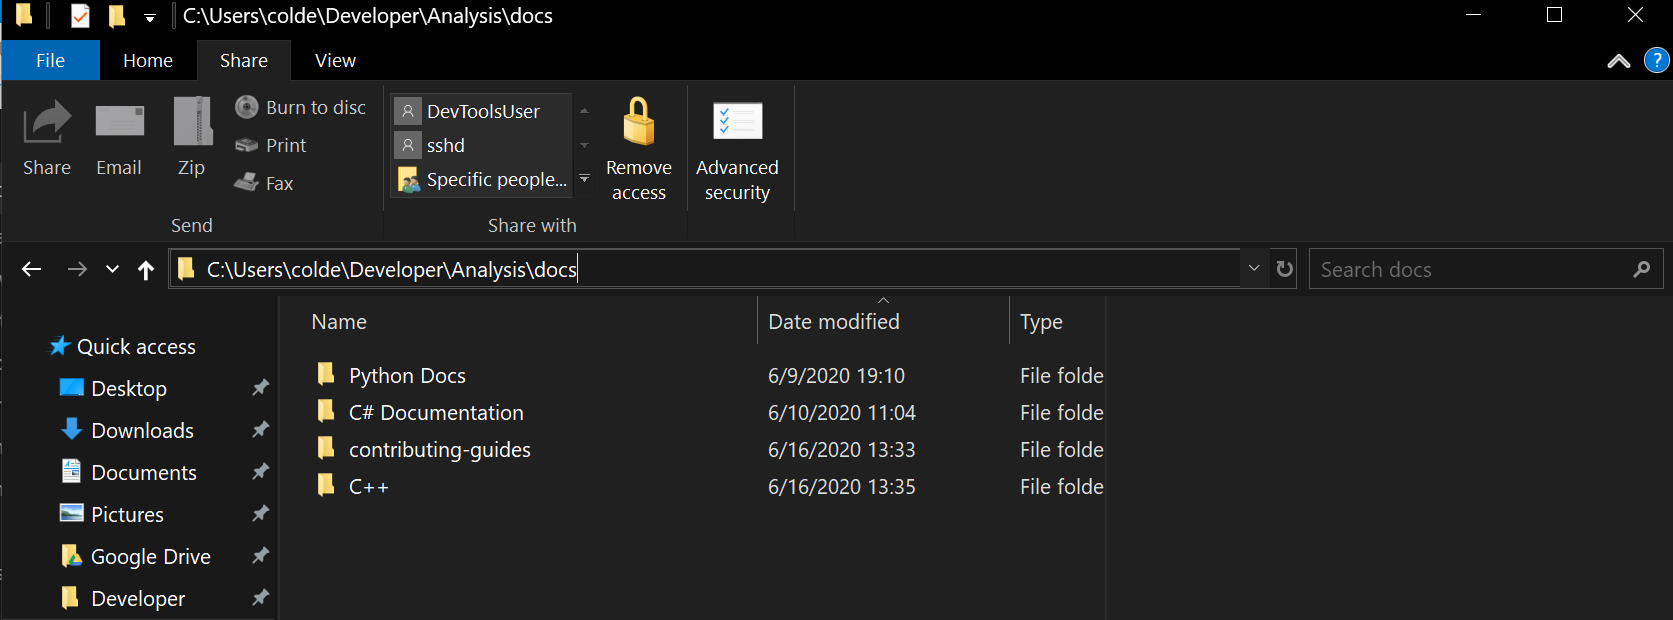 C:\Users\colde\Developer\Analysis\docs
File Home Share View
?
Share
Email
Zip
Burn to disc
Print
Fax
Send
DevToolsUser
sshd
Specific people...
Remove
access
Share with
Advanced
security
C:\Users\colde\Developer\Analysis\docs
Search docs
Quick access
Desktop
Downloads
Documents
Pictures
Google Drive
Developer
Name Date modified Type
Python Docs 6/9/2020 19:10 File folde
C# Documentation 6/10/2020 11:04 File folde
contributing-guides 6/16/2020 13:33 File folde
C++ 6/16/2020 13:35 File folde